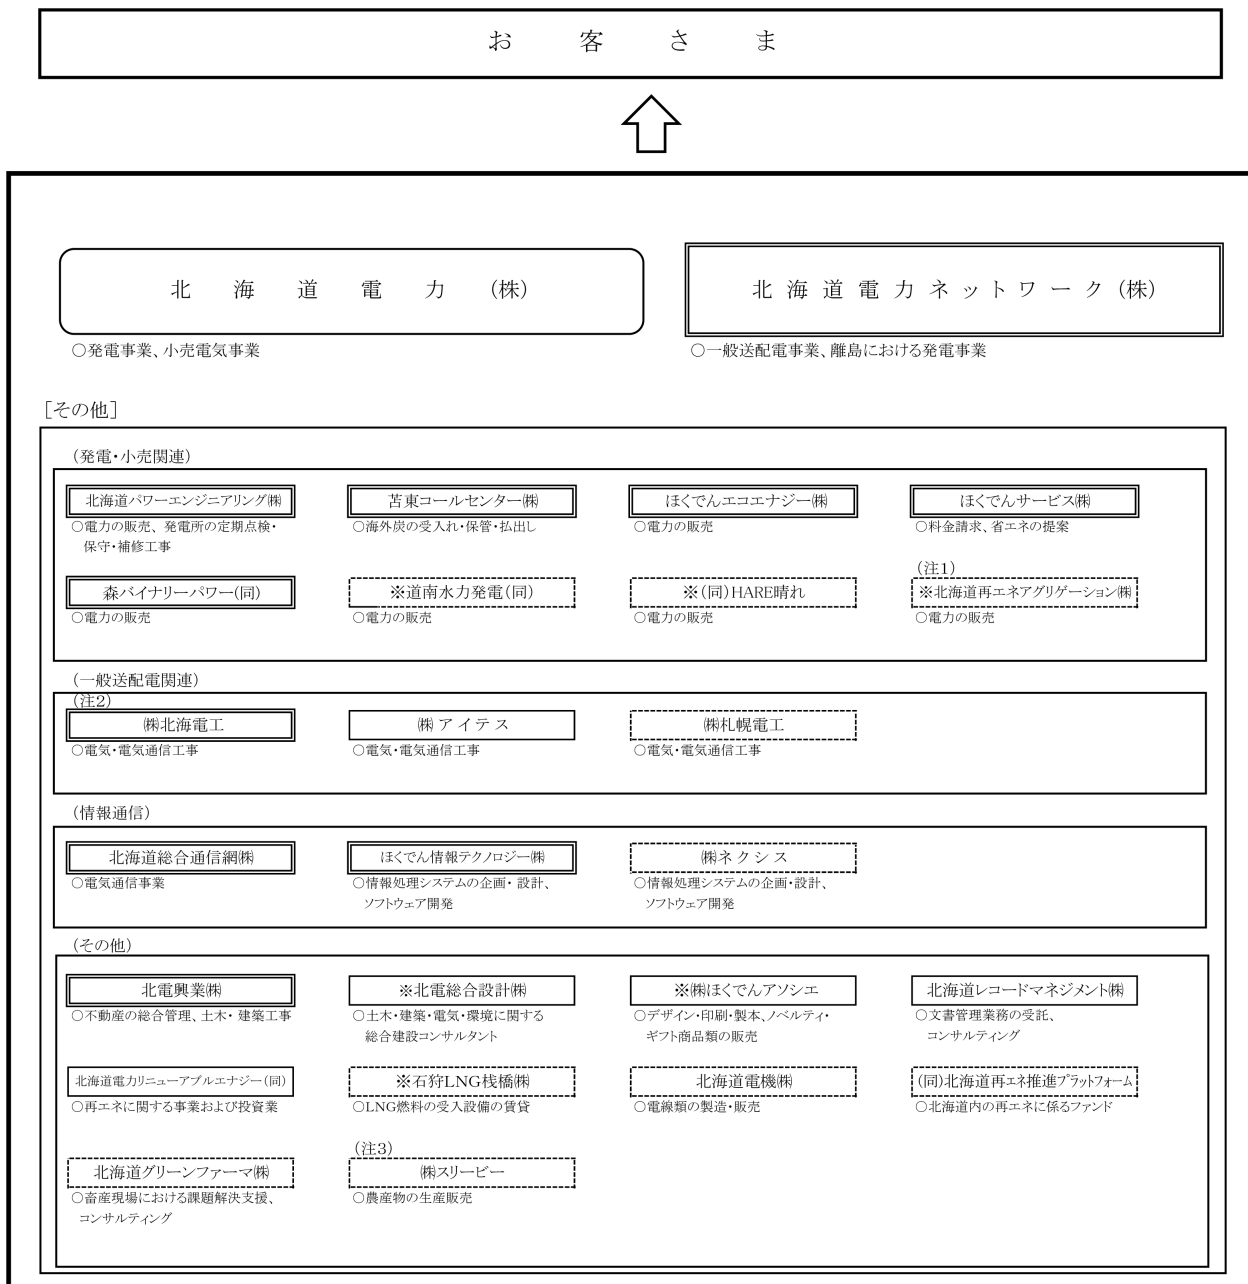 お客さま
北海道電力(株)
北海道電力ネットワーク(株)
○発電事業、小売電気事業
○一般送配電事業、離島における発電事業
[その他]
(発電・小売関連)
北海道パワーエンジニアリング㈱
苫東コールセンター㈱
ほくでんエコエナジー㈱
ほくでんサービス㈱
○電力の販売、発電所の定期点検・
保守・補修工事
○海外炭の受入れ・保管・払出し
○電力の販売
○料金請求、省エネの提案
(注1)
森バイナリーパワー(同)
※道南水力発電(同)
※(同)HARE晴れ
※北海道再エネアグリゲーション㈱
○電力の販売
○電力の販売
○電力の販売
○電力の販売
(一般送配電関連)
(注2)
㈱北海電工
㈱アイテス
㈱札幌電工
○電気・電気通信工事
○電気・電気通信工事
○電気・電気通信工事
(情報通信)
北海道総合通信網㈱
ほくでん情報テクノロジー㈱
㈱ネクシス
○電気通信事業
○情報処理システムの企画・設計、
ソフトウェア開発
○情報処理システムの企画・設計、
ソフトウェア開発
(その他)
北電興業㈱
※北電総合設計㈱
※㈱ほくでんアソシエ
北海道レコードマネジメント㈱
○不動産の総合管理、土木・建築工事
○土木・建築・電気・環境に関する
総合建設コンサルタント
○デザイン・印刷・製本、ノベルティ・
ギフト商品類の販売
○文書管理業務の受託、
コンサルティング
北海道電力リニューアブルエナジー(同)
※石狩LNG桟橋㈱
北海道電機㈱
(同)北海道再エネ推進プラットフォーム
○再エネに関する事業および投資業
○LNG燃料の受入設備の賃貸
○電線類の製造・販売
○北海道内の再エネに係るファンド
(注3)
北海道グリーンファーマ㈱
㈱スリービー
○畜産現場における課題解決支援、
コンサルティング
○農産物の生産販売